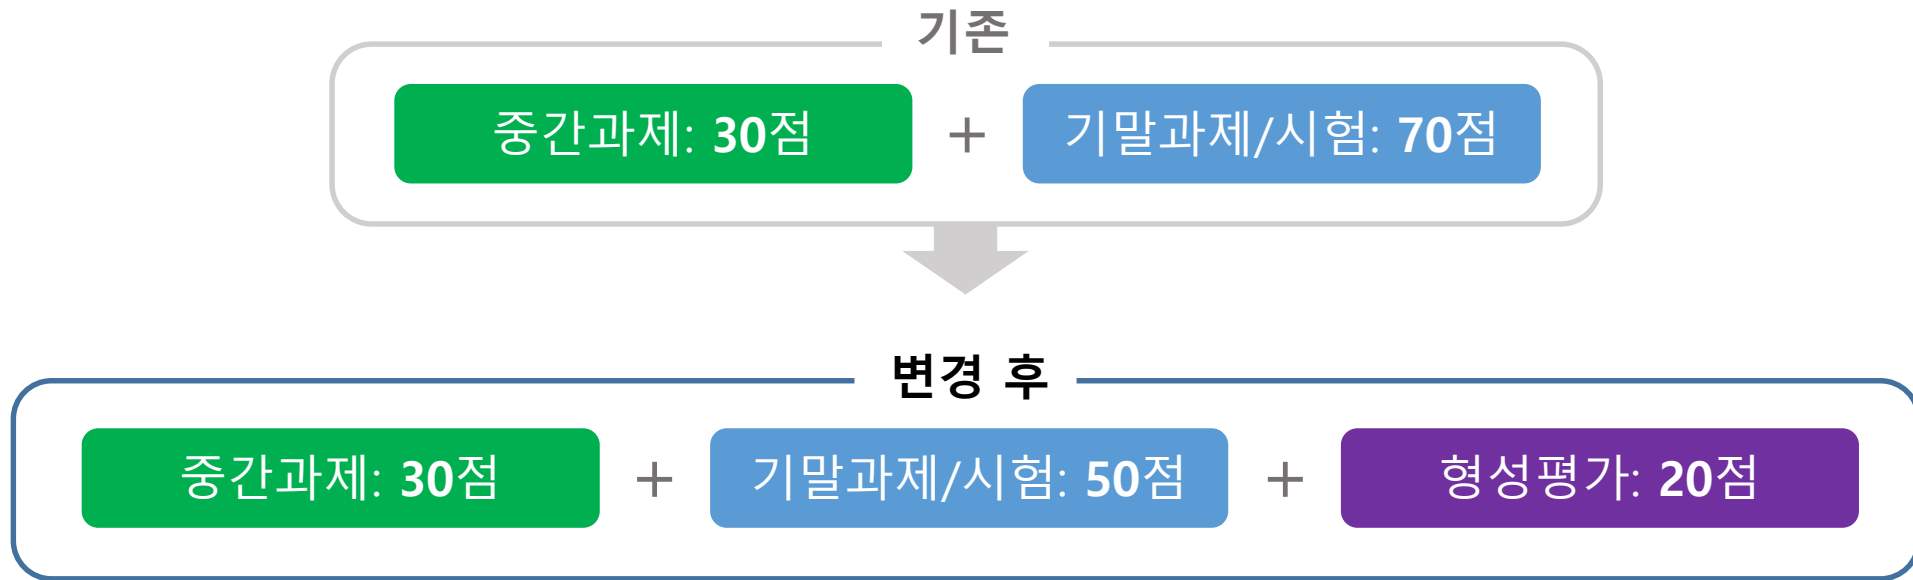 기존
중간과제: 30점 + 기말과제/시험: 70점
변경 후
중간과제: 30점 + 기말과제/시험: 50점 + 형성평가: 20점